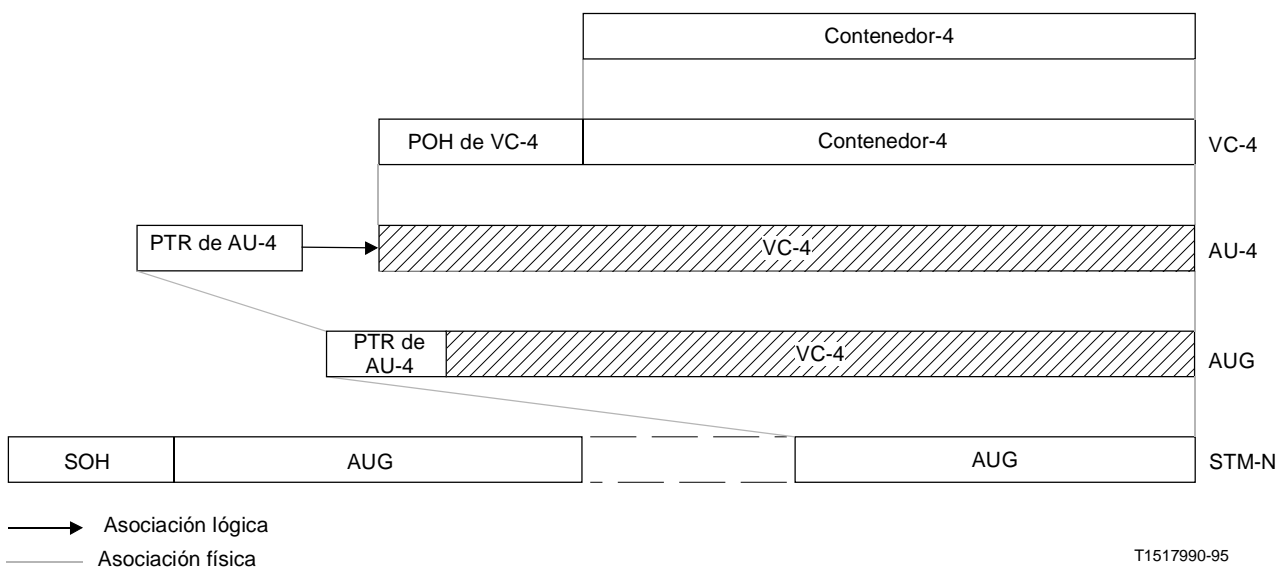 Contenedor-4
POH de VC-4 Contenedor-4 VC-4
PTR de AU-4 VC-4 AU-4
PTR de
AU-4 VC-4 AUG
SOH AUG AUG STM-N
Asociación lógica
Asociación física
T1517990-95